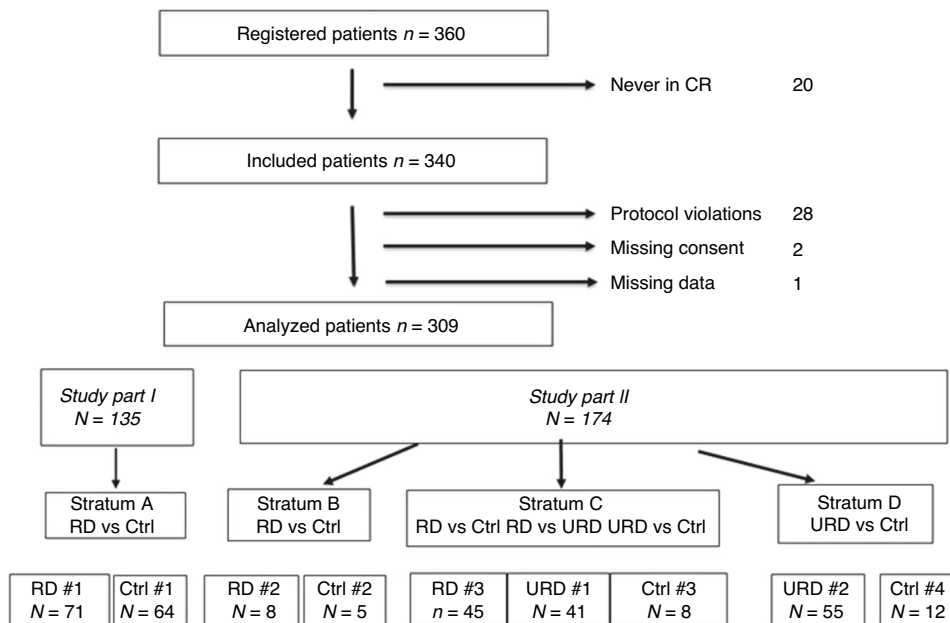 Registered patients n = 360
Never in CR 20
Included patients n = 340
Protocol violations 28
Missing consent 2
Missing data 1
Analyzed patients n = 309
Study part I
N = 135
Study part II
N = 174
Stratum A
RD vs Ctrl
Stratum B
RD vs Ctrl
Stratum C
RD vs Ctrl RD vs URD URD vs Ctrl
Stratum D
URD vs Ctrl
RD #1
N = 71
Ctrl #1
N = 64
RD #2
N = 8
Ctrl #2
N = 5
RD #3
n = 45
URD #1
N = 41
Ctrl #3
N = 8
URD #2
N = 55
Ctrl #4
N = 12